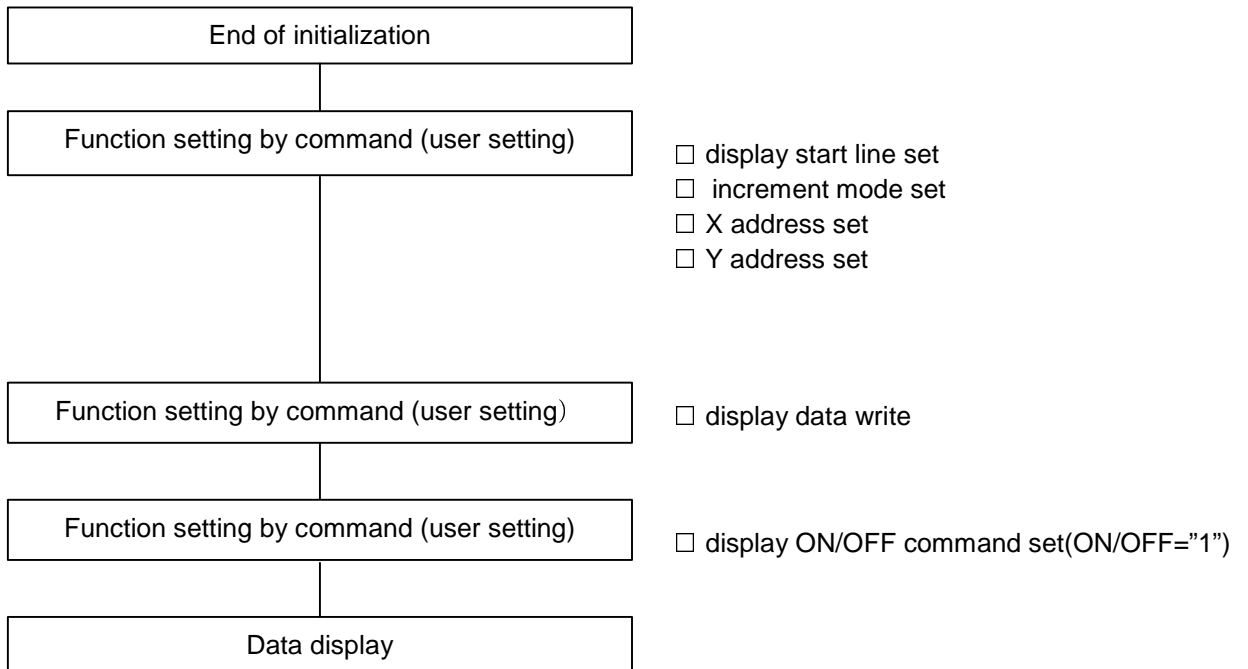 End of initialization
Function setting by command (user setting)
□ display start line set
□ increment mode set
□ X address set
□ Y address set
Function setting by command (user setting）
□ display data write
Function setting by command (user setting)
□ display ON/OFF command set(ON/OFF=”1”)
Data display